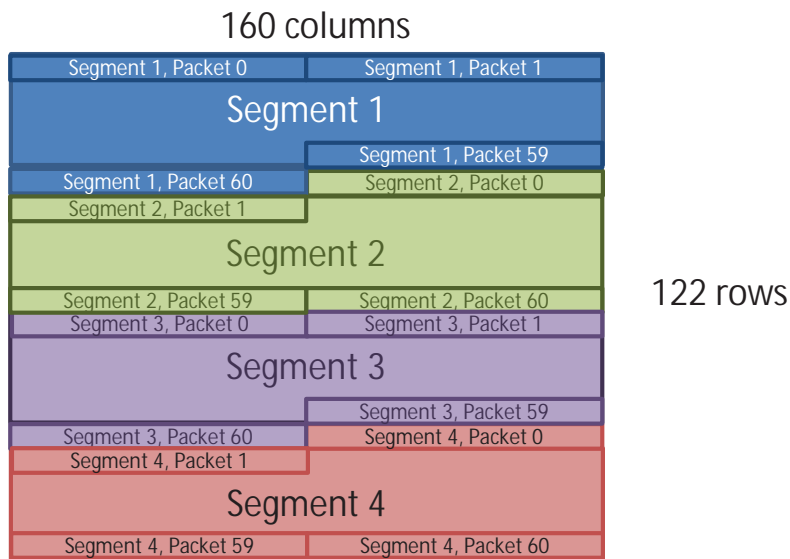 160 columns
Segment 1, Packet 0 Segment 1, Packet 1
Segment 1
Segment 1, Packet 59
Segment 1, Packet 60 Segment 2, Packet 0
Segment 2, Packet 1
Segment 2
Segment 2, Packet 59 Segment 2, Packet 60
122 rows
Segment 3, Packet 0 Segment 3, Packet 1
Segment 3
Segment 3, Packet 59
Segment 3, Packet 60 Segment 4, Packet 0
Segment 4, Packet 1
Segment 4
Segment 4, Packet 59 Segment 4, Packet 60